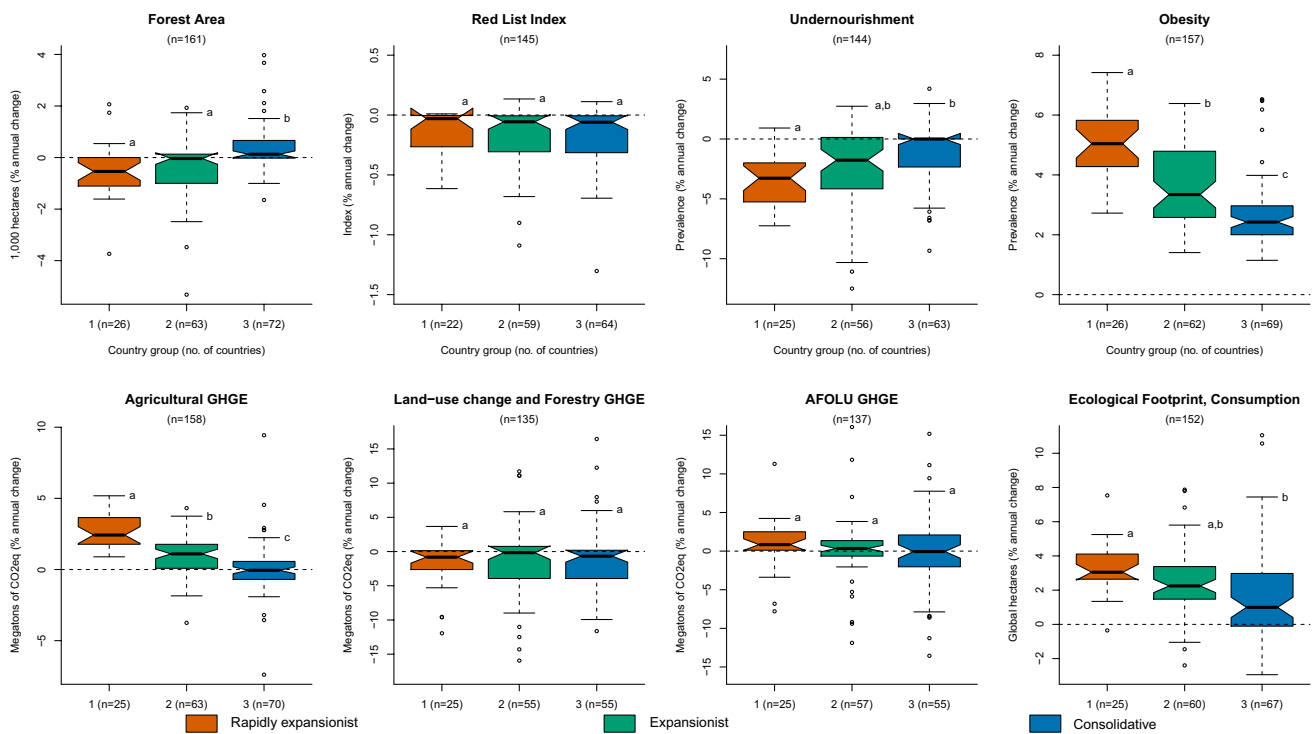 Forest Area
(n=161)
1,000 hectares (% annual change)
4
2
0
−2
−4
a
a
b
1 (n=26) 2 (n=63) 3 (n=72)
Country group (no. of countries)
Red List Index
(n=145)
Index (% annual change)
0.5
0.0
−0.5
−1.0
−1.5
a
a
a
1 (n=22) 2 (n=59) 3 (n=64)
Country group (no. of countries)
Undernourishment
(n=144)
Prevalence (% annual change)
5
0
−5
−10
a
a,b
b
1 (n=25) 2 (n=56) 3 (n=63)
Country group (no. of countries)
Obesity
(n=157)
Prevalence (% annual change)
8
6
4
2
0
a
b
c
1 (n=26) 2 (n=62) 3 (n=69)
Country group (no. of countries)
Agricultural GHGE
(n=158)
Megatons of CO2eq (% annual change)
10
5
0
−5
a
b
c
1 (n=25) 2 (n=63) 3 (n=70)
Land−use change and Forestry GHGE
(n=135)
Megatons of CO2eq (% annual change)
15
10
5
0
−5
−10
−15
a
a
a
1 (n=25) 2 (n=55) 3 (n=55)
AFOLU GHGE
(n=137)
Megatons of CO2eq (% annual change)
15
10
5
0
−5
−10
−15
a
a
a
1 (n=25) 2 (n=57) 3 (n=55)
Ecological Footprint, Consumption
(n=152)
Global hectares (% annual change)
10
8
6
4
2
0
−2
a
a,b
b
1 (n=25) 2 (n=60) 3 (n=67)
Rapidly expansionist
Expansionist
Consolidative